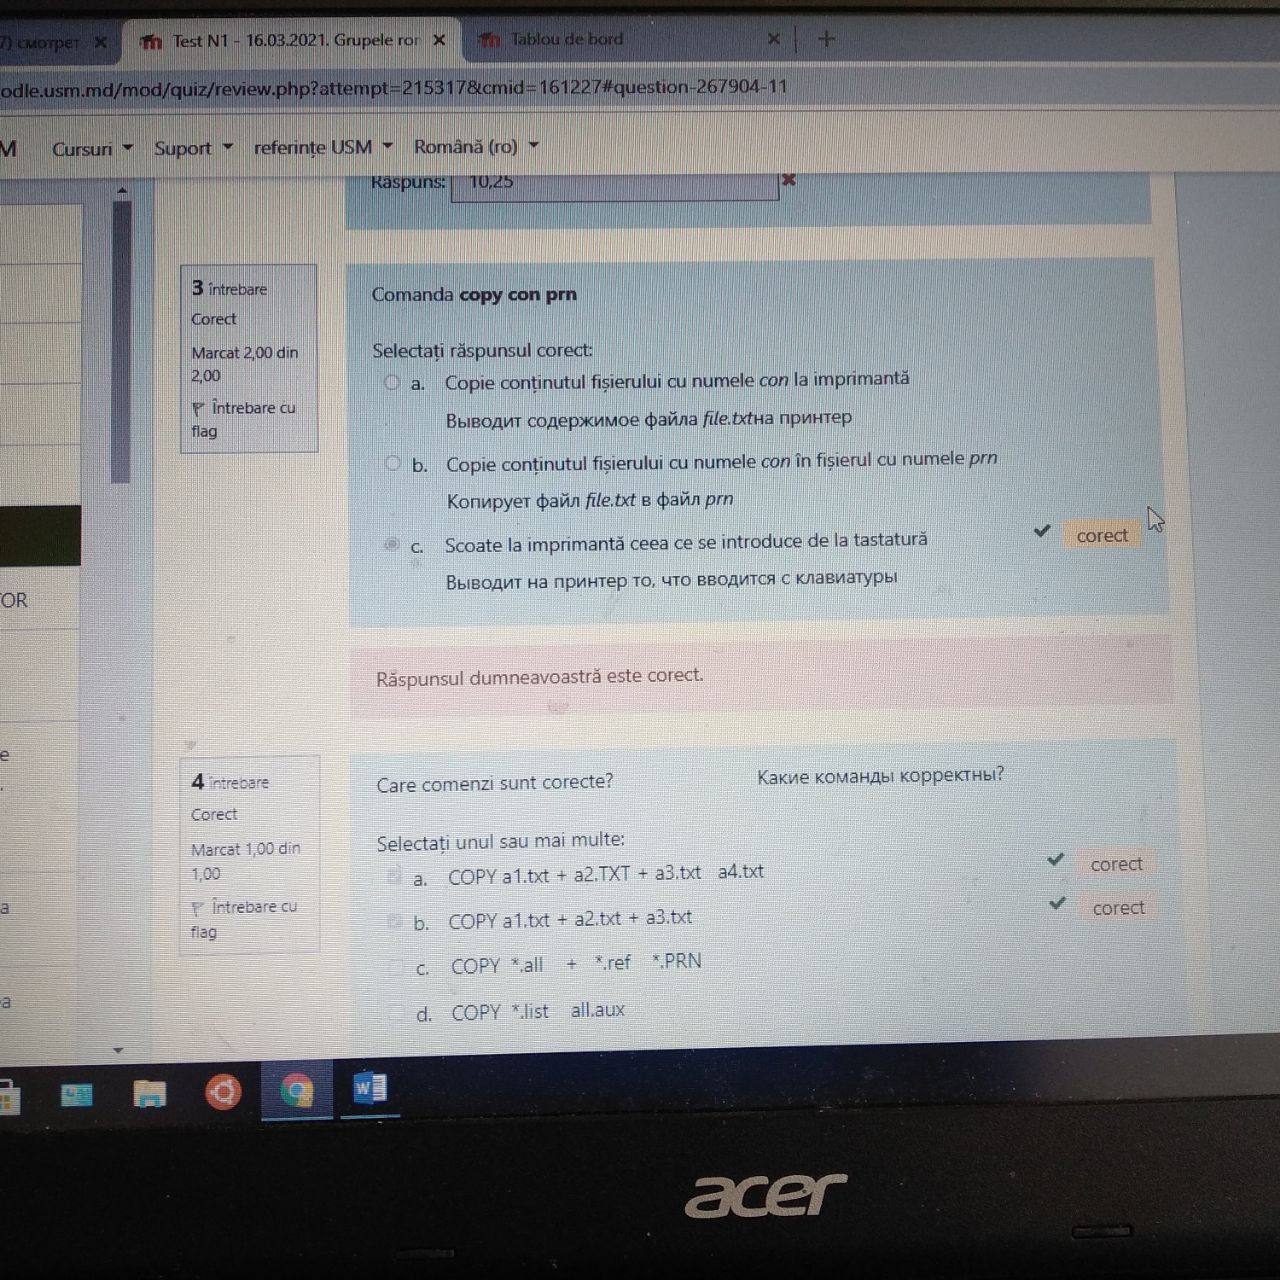 7) смотрет
Test N1 - 16.03.2021. Grupele ror
Tablou de bord
odle.usm.md/mod/quiz/review.php?attempt=215317&cmid=161227#question-267904-11
M Cursuri Suport referințe USM Română (ro)
Răspuns: 10,25
3 întrebare
Corect
Marcat 2,00 din
2,00
Întrebare cu
flag
Comanda copy con prn
Selectați răspunsul corect:
a. Copie conținutul fișierului cu numele con la imprimantă
Выводит содержимое файла file.txtна принтер
b. Copie conținutul fișierului cu numele con în fișierul cu numele prn
Копирует файл file.txt в файл prn
c. Scoate la imprimantă ceea ce se introduce de la tastatură
corect
Выводит на принтер то, что вводится с клавиатуры
Răspunsul dumneavoastră este corect.
4 întrebare
Corect
Marcat 1,00 din
1,00
Întrebare cu
flag
Care comenzi sunt corecte? Какие команды корректны?
Selectați unul sau mai multe:
a. COPY a1.txt + a2.TXT + a3.txt a4.txt
corect
b. COPY a1.txt + a2.txt + a3.txt
corect
c. COPY *.all + *.ref *.PRN
d. COPY *.list all.aux
OR
e
a
a
W
acer